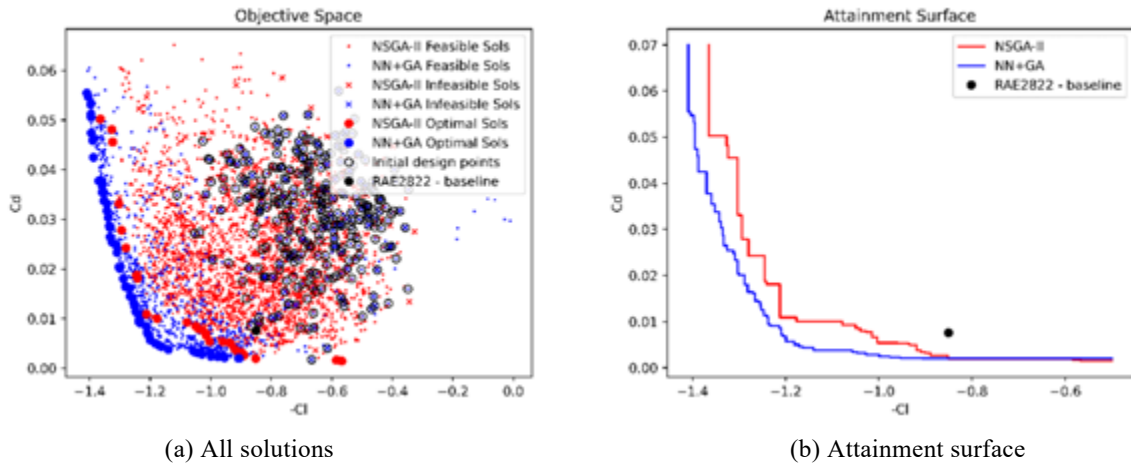 Objective Space
NSGA-II Feasible Sols
NN+GA Feasible Sols
NSGA-II Infeasible Sols
NN+GA Infeasible Sols
NSGA-II Optimal Sols
NN+GA Optimal Sols
Initial design points
RAE2822 - baseline
0.06
0.05
0.04
0.03
0.02
0.01
0.00
Cd
−1.4 −1.2 −1.0 −0.8 −0.6 −0.4 −0.2 0.0
-Cl
(a) All solutions
Attainment Surface
NSGA-II
NN+GA
RAE2822 - baseline
0.07
0.06
0.05
0.04
0.03
0.02
0.01
0.00
Cd
−1.4 −1.2 −1.0 −0.8 −0.6
-Cl
(b) Attainment surface